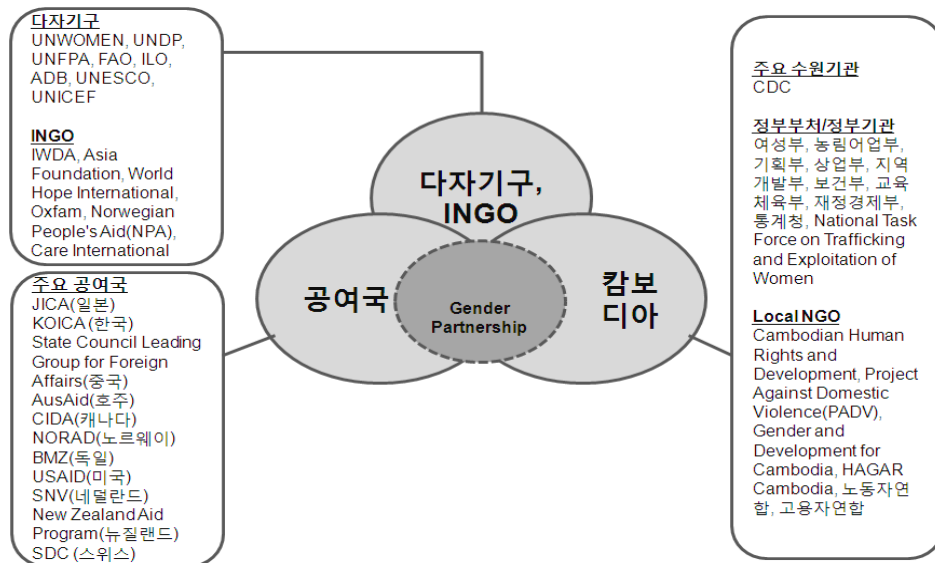 다자기구
UNWOMEN, UNDP,
UNFPA, FAO, ILO,
ADB, UNESCO,
UNICEF
INGO
IWDA, Asia
Foundation, World
Hope International,
Oxfam, Norwegian
People's Aid(NPA),
Care International
주요 공여국
JICA(일본)
KOICA (한국)
State Council Leading
Group for Foreign
Affairs(중국)
AusAid(호주)
CIDA(캐나다)
NORAD(노르웨이)
BMZ(독일)
USAID(미국)
SNV(네덜란드)
New Zealand Aid
Program(뉴질랜드)
SDC (스위스)
다자기구,
INGO
공여국
Gender
Partnership
캄보
디아
주요 수원기관
CDC
정부부처/정부기관
여성부, 농림어업부,
기획부, 상업부, 지역
개발부, 보건부, 교육
체육부, 재정경제부,
통계청, National Task
Force on Trafficking
and Exploitation of
Women
Local NGO
Cambodian Human
Rights and
Development, Project
Against Domestic
Violence(PADV),
Gender and
Development for
Cambodia, HAGAR
Cambodia, 노동자연
합, 고용자연합